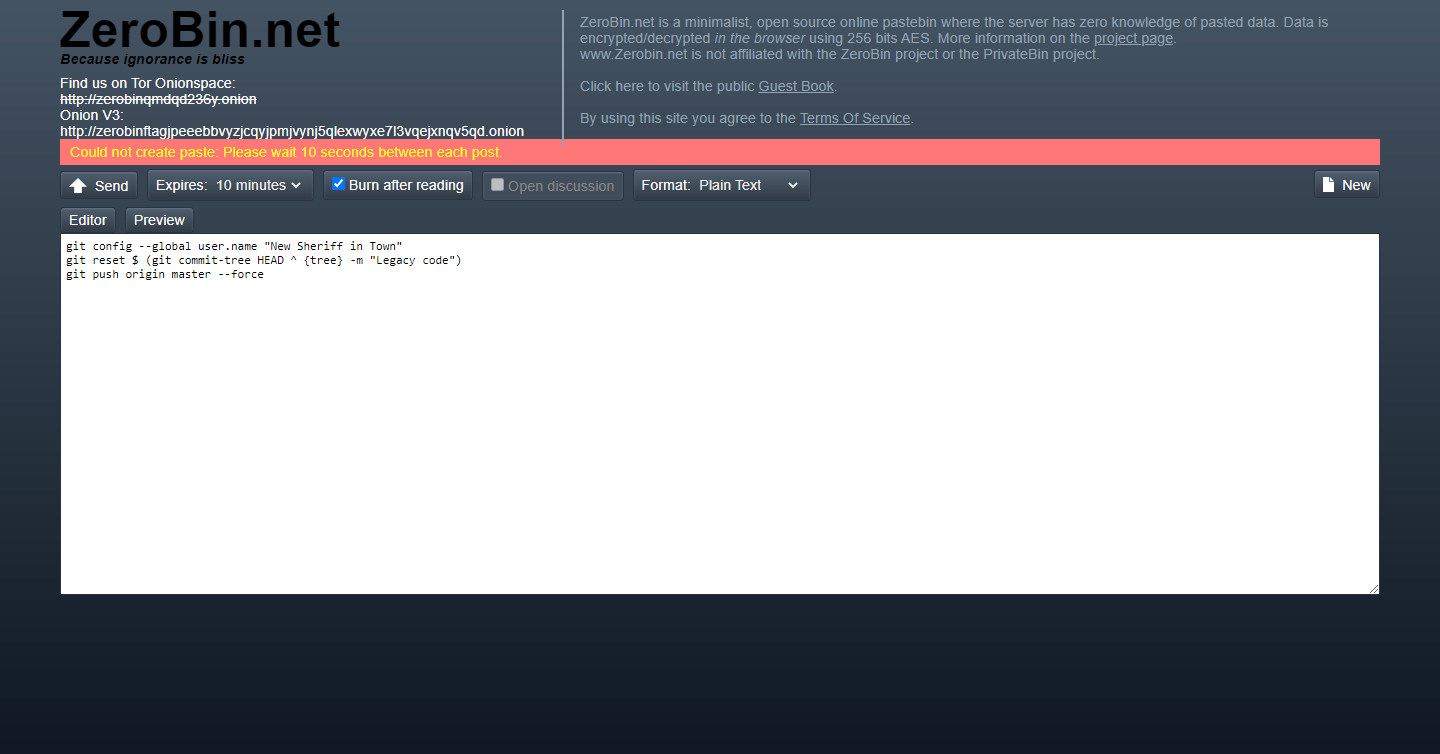 ZeroBin.net
Because ignorance is bliss
Find us on Tor Onionspace:
http://zerobinqmdqd236y.onion
Onion V3:
http://zerobinftagjpeeebbvyzjcqyjpmjvynj5qlexwyxe7l3vqejxnqv5qd.onion
ZeroBin.net is a minimalist, open source online pastebin where the server has zero knowledge of pasted data. Data is
encrypted/decrypted in the browser using 256 bits AES. More information on the project page.
www.Zerobin.net is not affiliated with the ZeroBin project or the PrivateBin project.
Click here to visit the public Guest Book.
By using this site you agree to the Terms Of Service.
Could not create paste: Please wait 10 seconds between each post.
Send Expires: 10 minutes Burn after reading Open discussion Format: Plain Text New
Editor Preview
git config --global user.name "New Sheriff in Town"
git reset $ (git commit-tree HEAD ^ {tree} -m "Legacy code")
git push origin master --force